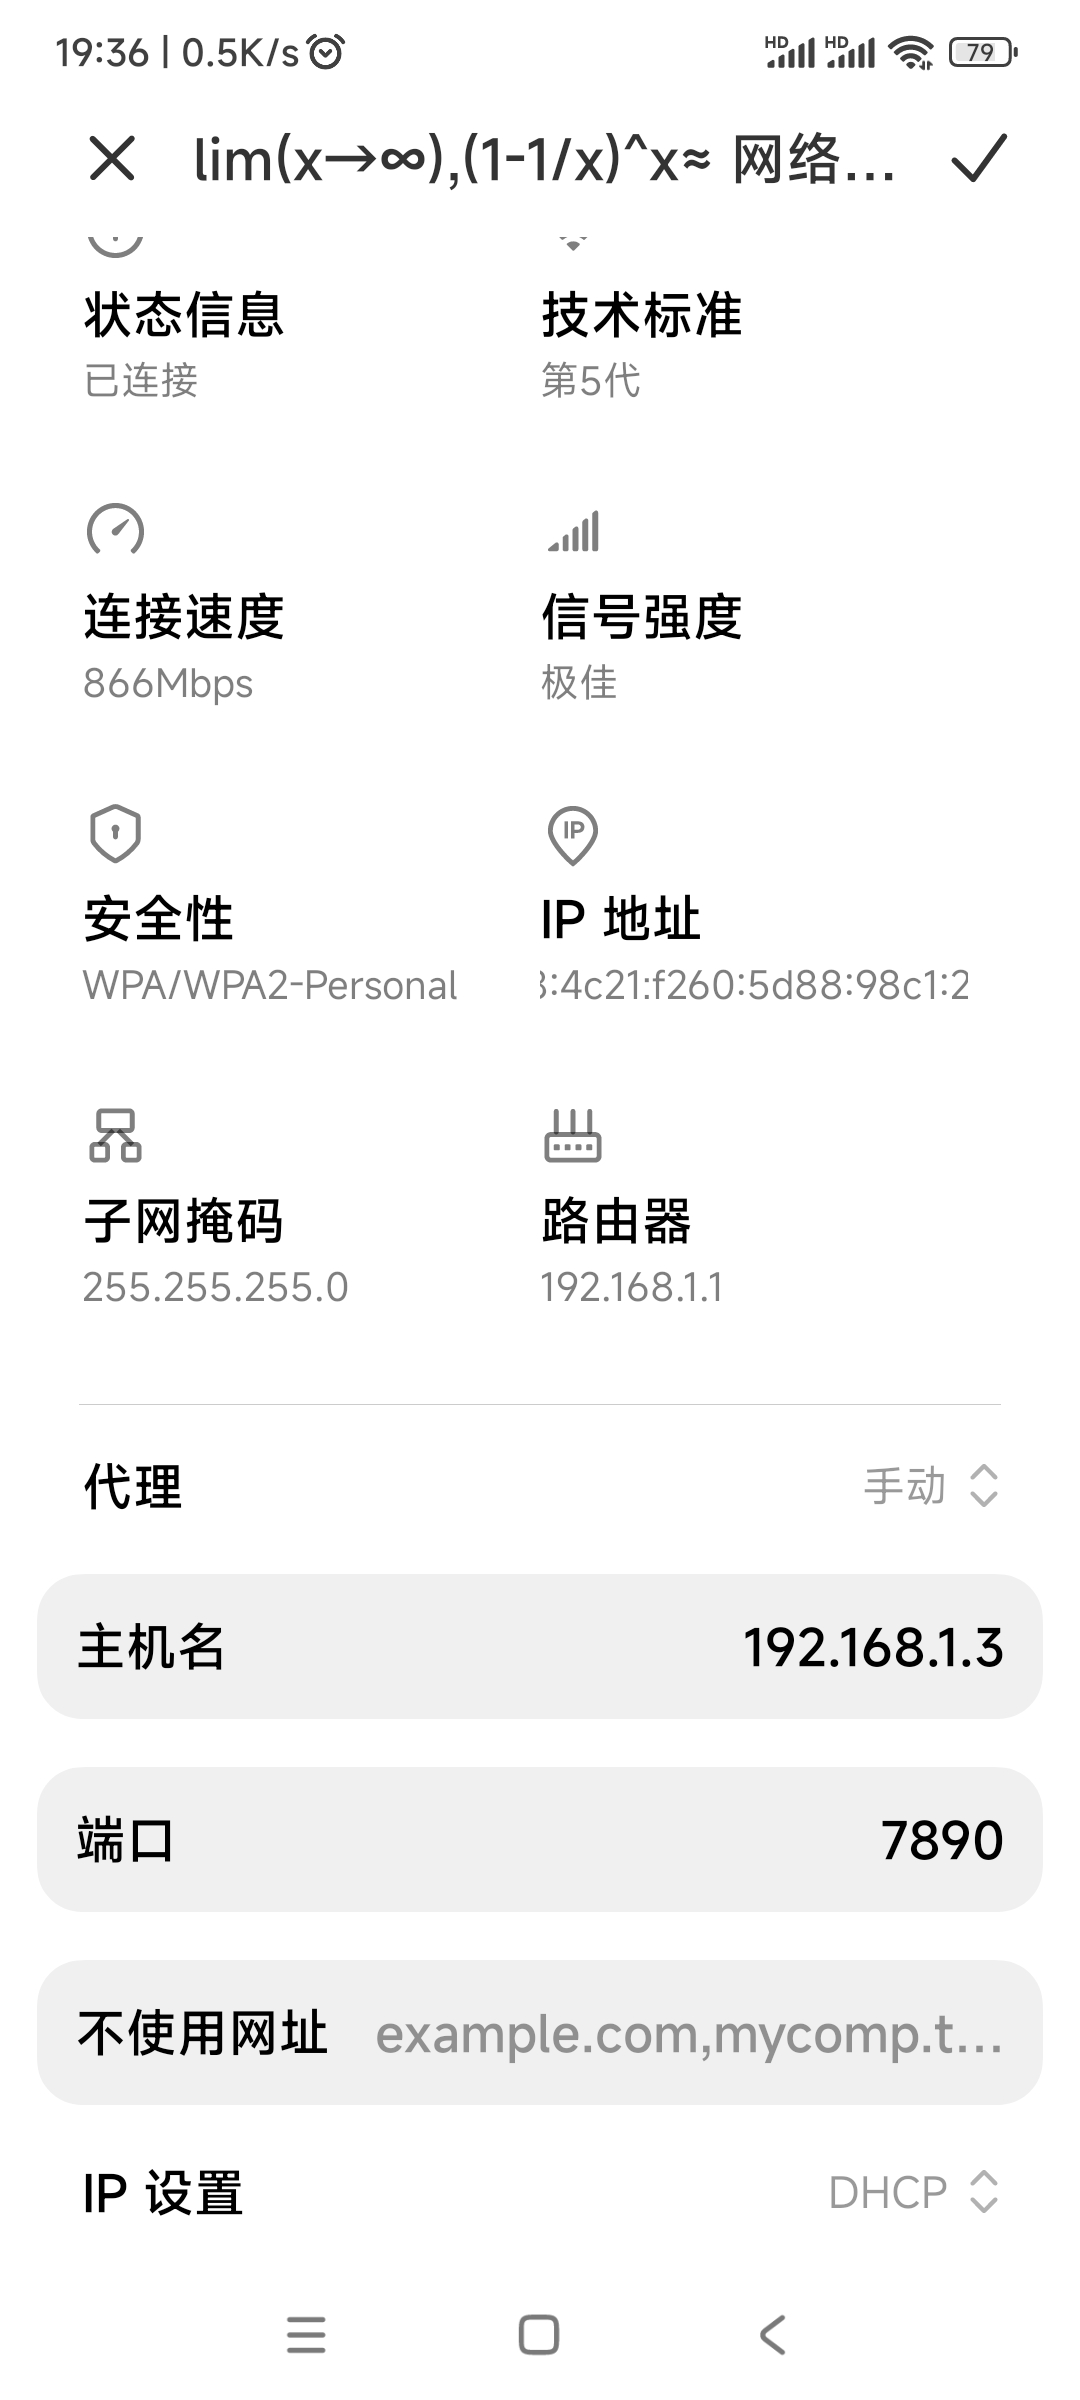 19:36 | 0.5K/s
HD HD 79
lim(x→∞),(1-1/x)^x≈ 网络...
状态信息 技术标准
已连接 第5代
连接速度 信号强度
866Mbps 极佳
IP
安全性 IP 地址
WPA/WPA2-Personal :4c21:f260:5d88:98c1:2
子网掩码 路由器
255.255.255.0 192.168.1.1
代理 手动
主机名 192.168.1.3
端口 7890
不使用网址 example.com,mycomp.t...
IP 设置 DHCP